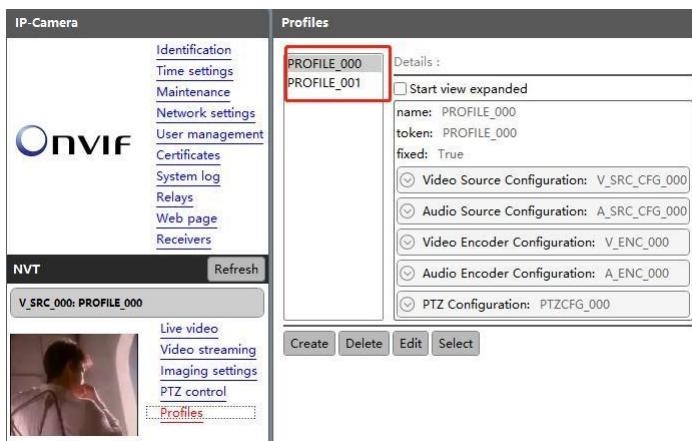 IP-Camera
Identification
Time settings
Maintenance
Network settings
User management
Certificates
System log
Relays
Web page
Receivers
ONVIF
NVT
Refresh
V_SRC_000: PROFILE_000
Live video
Video streaming
Imaging settings
PTZ control
Profiles
Profiles
PROFILE_000
PROFILE_001
Details :
Start view expanded
name: PROFILE_000
token: PROFILE_000
fixed: True
Video Source Configuration: V_SRC_CFG_000
Audio Source Configuration: A_SRC_CFG_000
Video Encoder Configuration: V_ENC_000
Audio Encoder Configuration: A_ENC_000
PTZ Configuration: PTZCFG_000
Create Delete Edit Select